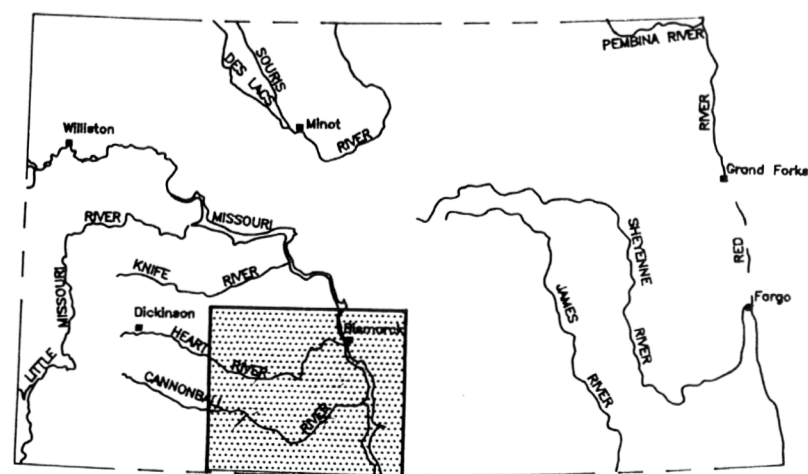 PEMBINA RIVER
SOURIS
DES LACS
RIVER
Minot
Williston
RIVER
Grand Forks
RIVER
MISSOURI
SHEYENNE
RED
KNIFE
RIVER
MISSOURI
Dickinson
Bismarck
JAMES
Fargo
HEART
RIVER
RIVER
LITTLE
CANNONBALL
RIVER
RIVER